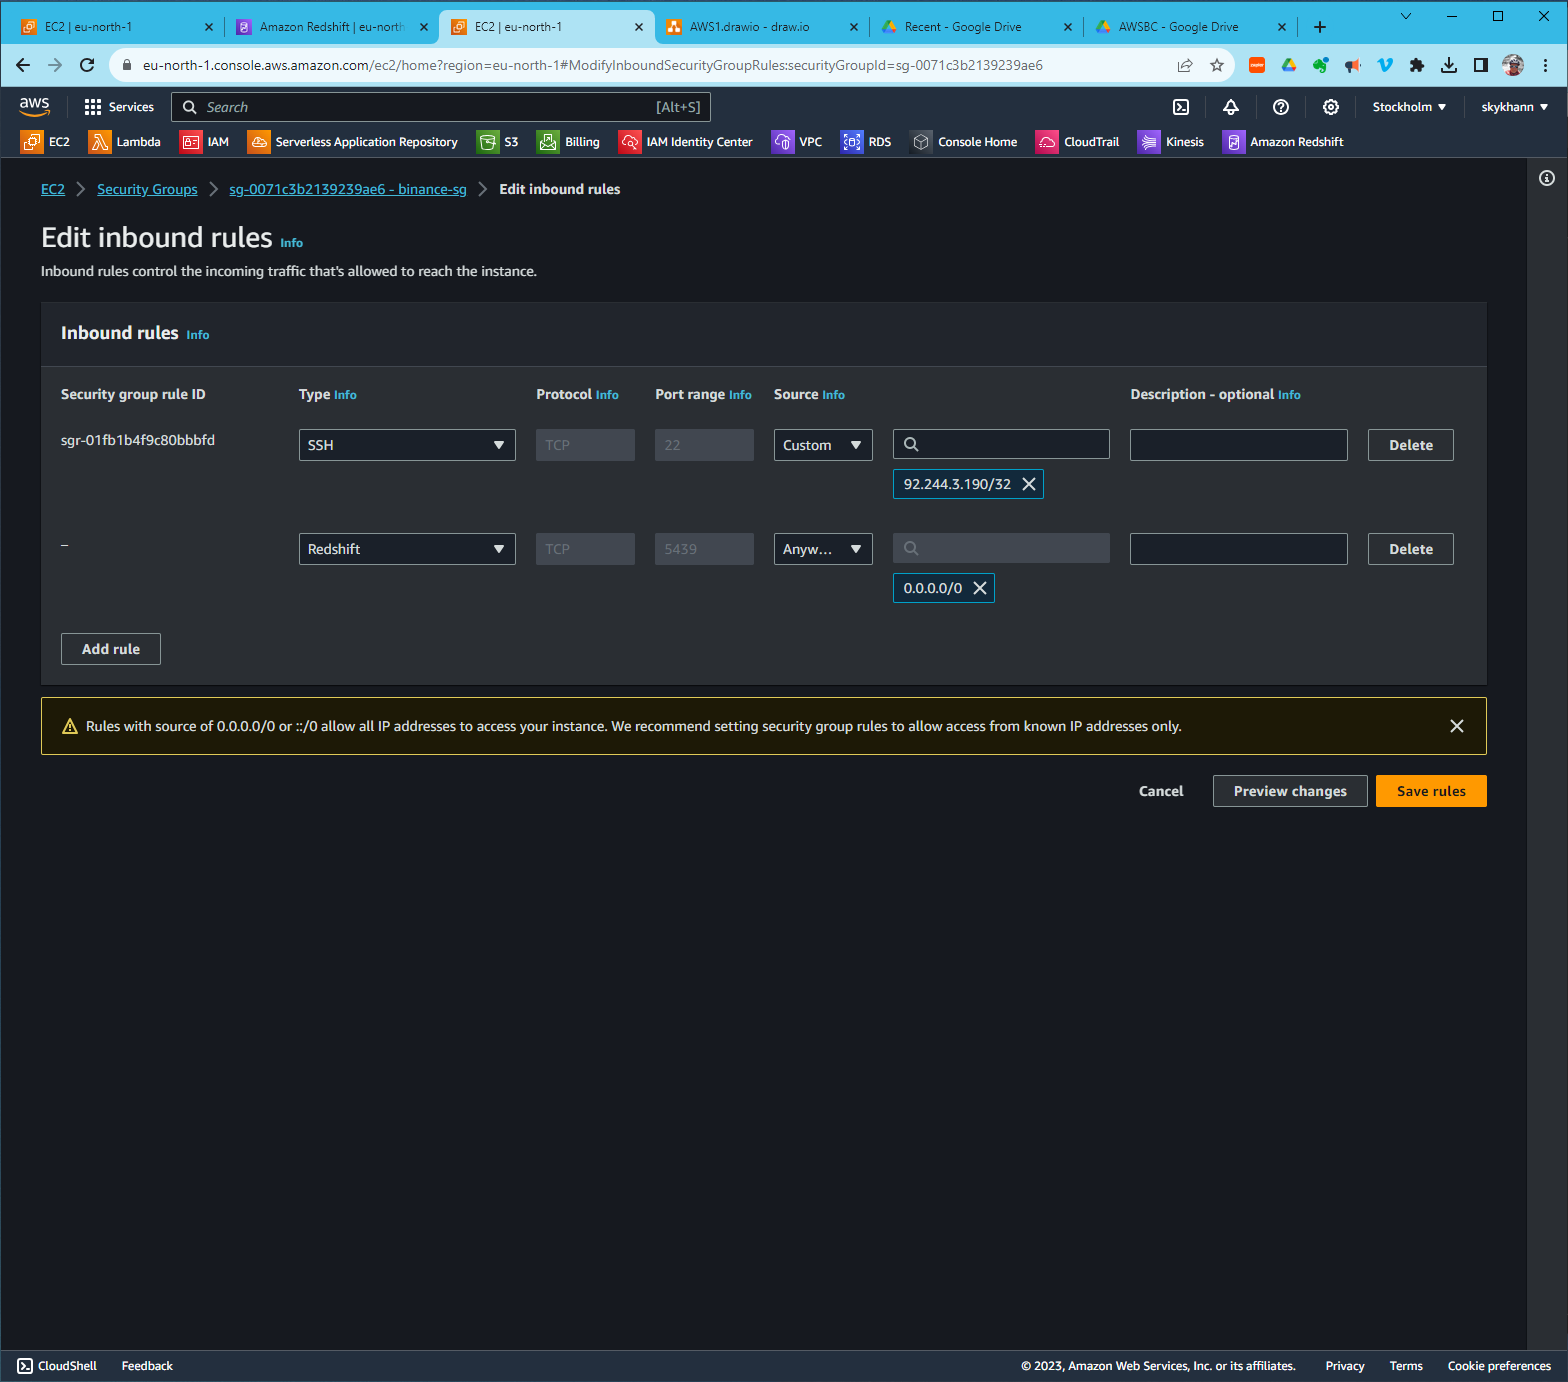 EC2 | eu-north-1
Amazon Redshift | eu-north
EC2 | eu-north-1
AWS1.drawio - draw.io
Recent - Google Drive
AWSBC - Google Drive
eu-north-1.console.aws.amazon.com/ec2/home?region=eu-north-1#ModifyInboundSecurityGroupRules:securityGroupId=sg-0071c3b2139239ae6
aws
Services
Search
[Alt+S]
Stockholm
skykhann
EC2
Lambda
IAM
Serverless Application Repository
S3
Billing
IAM Identity Center
VPC
RDS
Console Home
CloudTrail
Kinesis
Amazon Redshift
EC2
Security Groups
sg-0071c3b2139239ae6 - binance-sg
Edit inbound rules
Edit inbound rules Info
Inbound rules control the incoming traffic that's allowed to reach the instance.
Inbound rules Info
Security group rule ID
Type Info
Protocol Info
Port range Info
Source Info
Description - optional Info
sgr-01fb1b4f9c80bbbfd
SSH
TCP
22
Custom
Delete
92.244.3.190/32
–
Redshift
TCP
5439
Anyw...
Delete
0.0.0.0/0
Add rule
Rules with source of 0.0.0.0/0 or ::/0 allow all IP addresses to access your instance. We recommend setting security group rules to allow access from known IP addresses only.
Cancel
Preview changes
Save rules
CloudShell
Feedback
© 2023, Amazon Web Services, Inc. or its affiliates.
Privacy
Terms
Cookie preferences